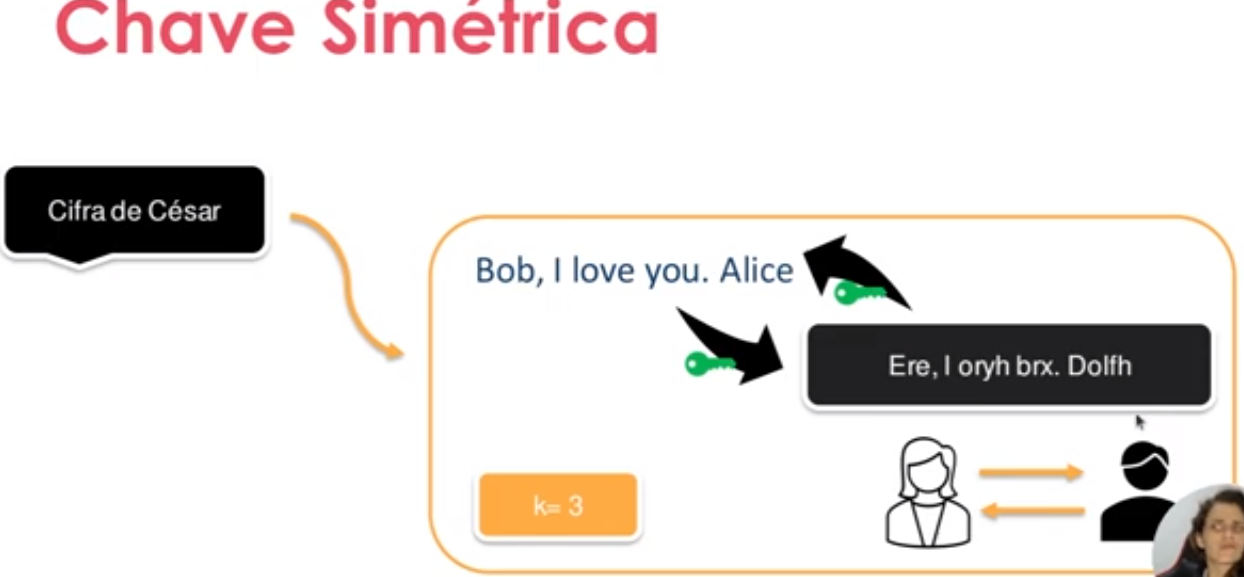 Chave Simétrica
Cifra de César
Bob, I love you. Alice
Ere, I oryh brx. Dolfh
k= 3